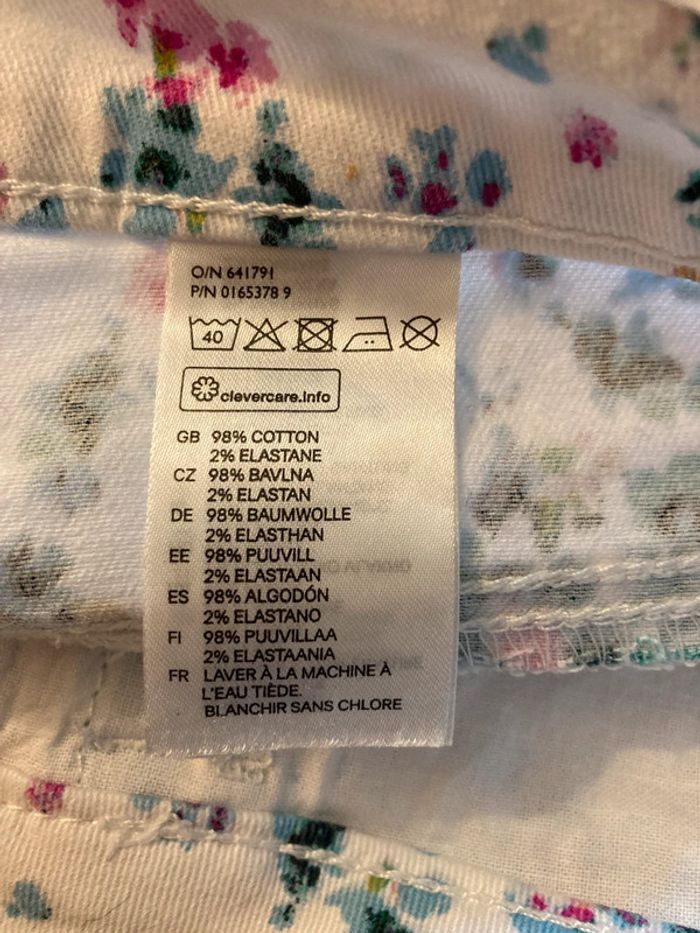 O/N 641791
P/N 0165378 9
40
clevercare.info
GB 98% COTTON
2% ELASTANE
CZ 98% BAVLNA
2% ELASTAN
DE 98% BAUMWOLLE
2% ELASTHAN
EE 98% PUUVILL
2% ELASTAAN
ES 98% ALGODÓN
2% ELASTANO
FI 98% PUUVILLAA
2% ELASTAANIA
FR LAVER À LA MACHINE À
L'EAU TIÈDE.
BLANCHIR SANS CHLORE